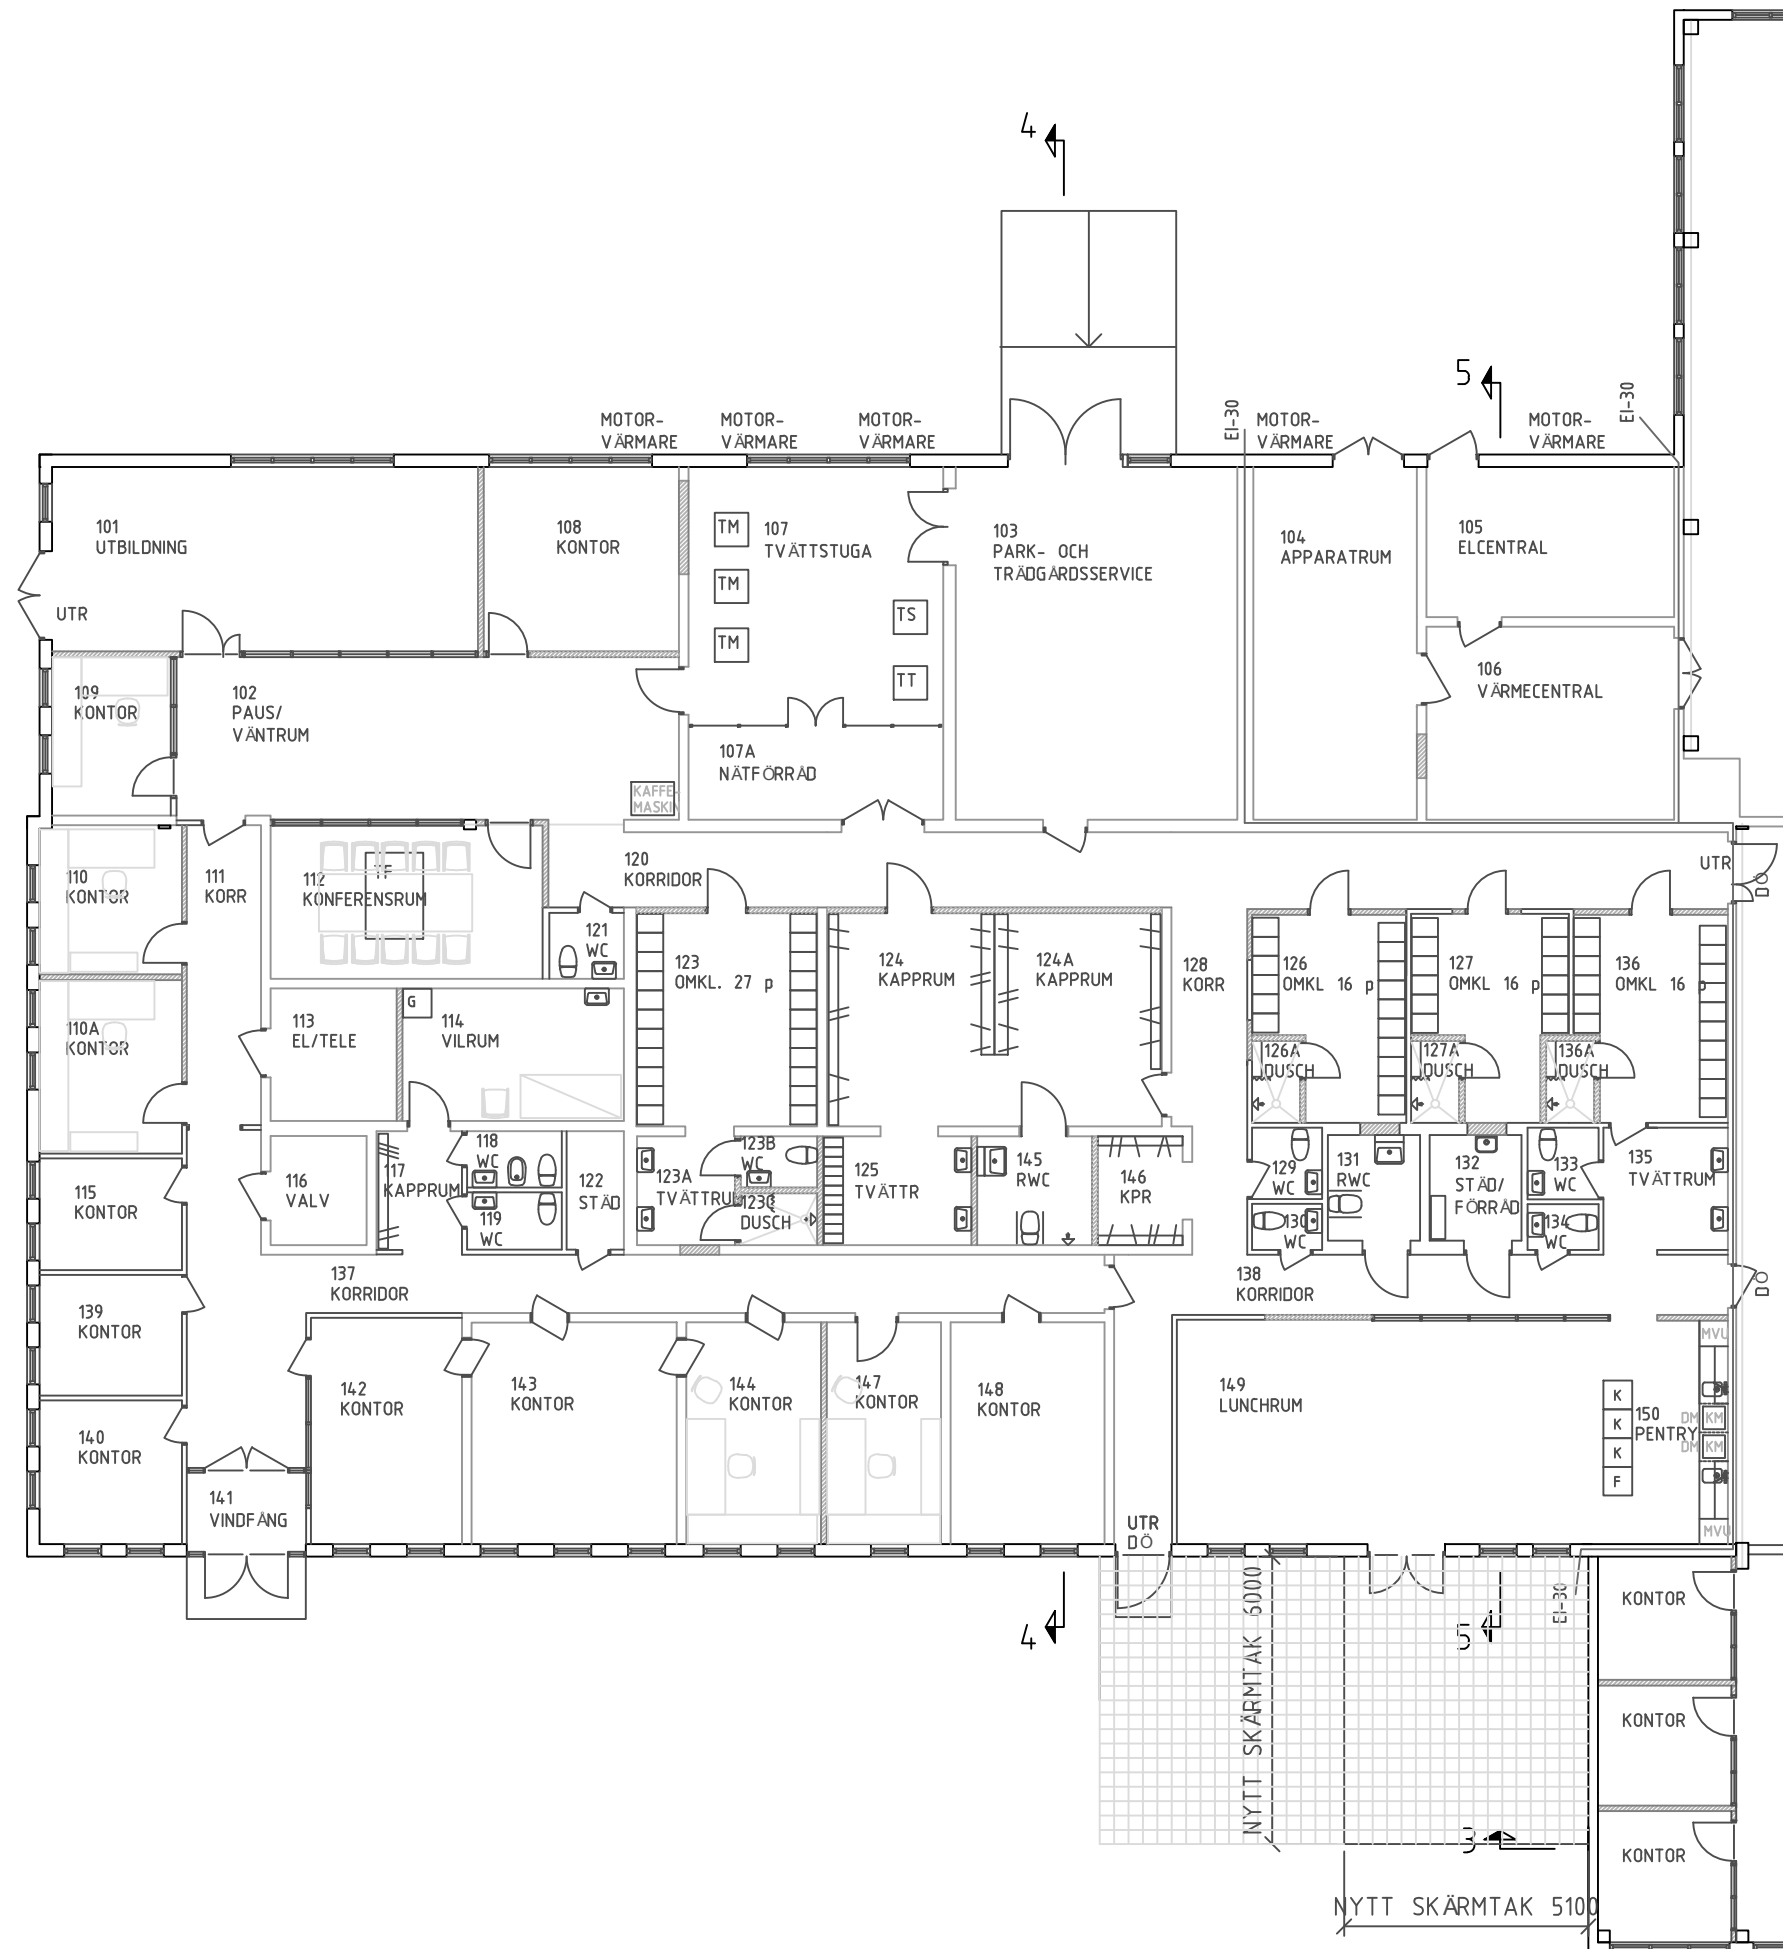 4
5
EI-30
EI-30
MOTOR-
VÄRMARE
MOTOR-
VÄRMARE
MOTOR-
VÄRMARE
MOTOR-
VÄRMARE
MOTOR-
VÄRMARE
101
UTBILDNING
UTR
108
KONTOR
TM
TM
TM
107
TVÄTTSTUGA
TS
TT
103
PARK- OCH
TRÄDGÅRDSSERVICE
104
APPARATRUM
105
ELCENTRAL
106
VÄRMECENTRAL
109
KONTOR
102
PAUS/
VÄNTRUM
107A
NÄTFÖRRÅD
KAFFE-
MASKIN
110
KONTOR
111
KORR
112
KONFERENSRUM
TF
120
KORRIDOR
UTR
DÖ
121
WC
123
OMKL. 27 p
124
KAPPRUM
124A
KAPPRUM
128
KORR
126
OMKL 16 p
127
OMKL 16 p
136
OMKL 16 p
110A
KONTOR
113
EL/TELE
G
114
VILRUM
126A
DUSCH
127A
DUSCH
136A
DUSCH
115
KONTOR
116
VALV
117
KAPPRUM
118
WC
119
WC
122
STÄD
123A
TVÄTTRUM
123B
WC
123C
DUSCH
125
TVÄTTR
145
RWC
146
KPR
129
WC
130
WC
131
RWC
132
STÄD/
FÖRRÅD
133
WC
134
WC
135
TVÄTTRUM
137
KORRIDOR
138
KORRIDOR
DÖ
139
KONTOR
140
KONTOR
141
VINDFÅNG
142
KONTOR
143
KONTOR
144
KONTOR
147
KONTOR
148
KONTOR
149
LUNCHRUM
K
K
K
F
150
PENTRY
MVU
DM
KM
DM
KM
MVU
UTR
DÖ
4
5
EI-30
NYTT SKÄRMTAK 6000
KONTOR
KONTOR
KONTOR
3
NYTT SKÄRMTAK 5100